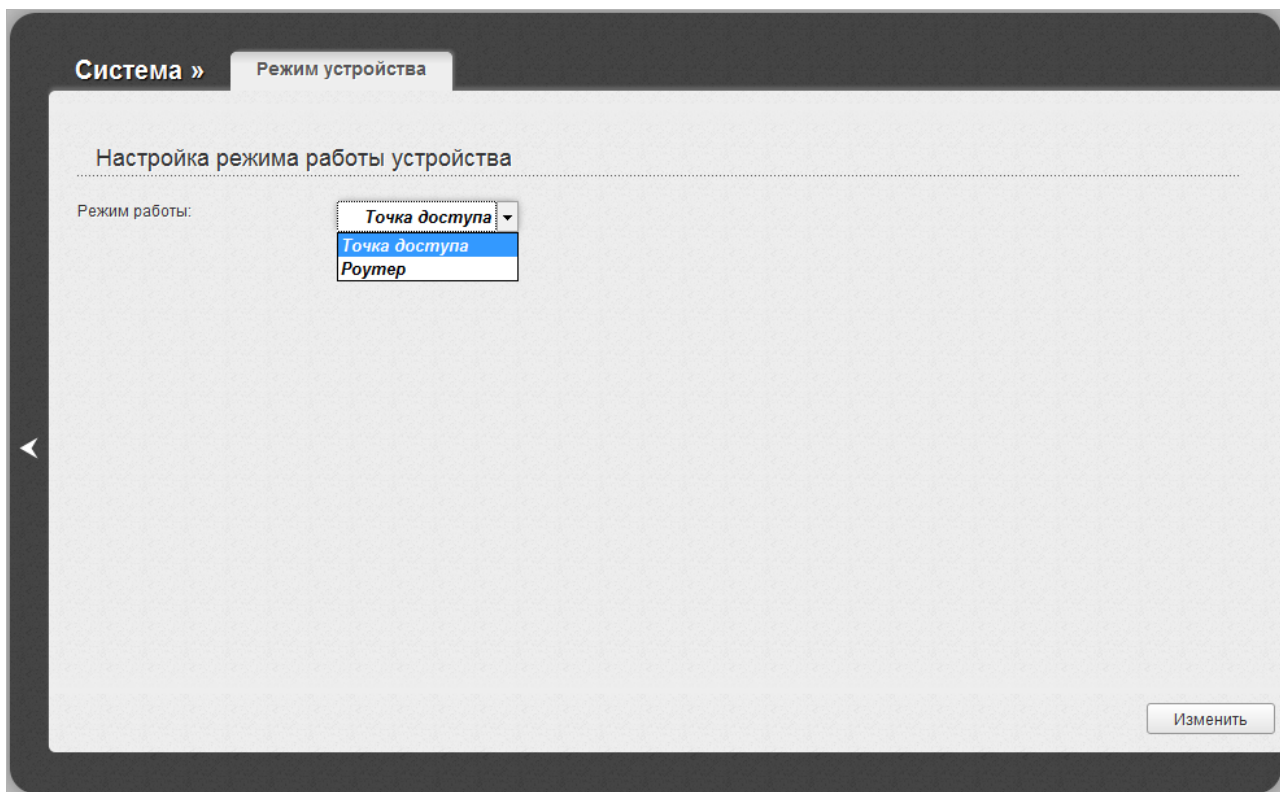 Система »
Режим устройства
Настройка режима работы устройства
Режим работы:
Точка доступа
Точка доступа
Роутер
Изменить